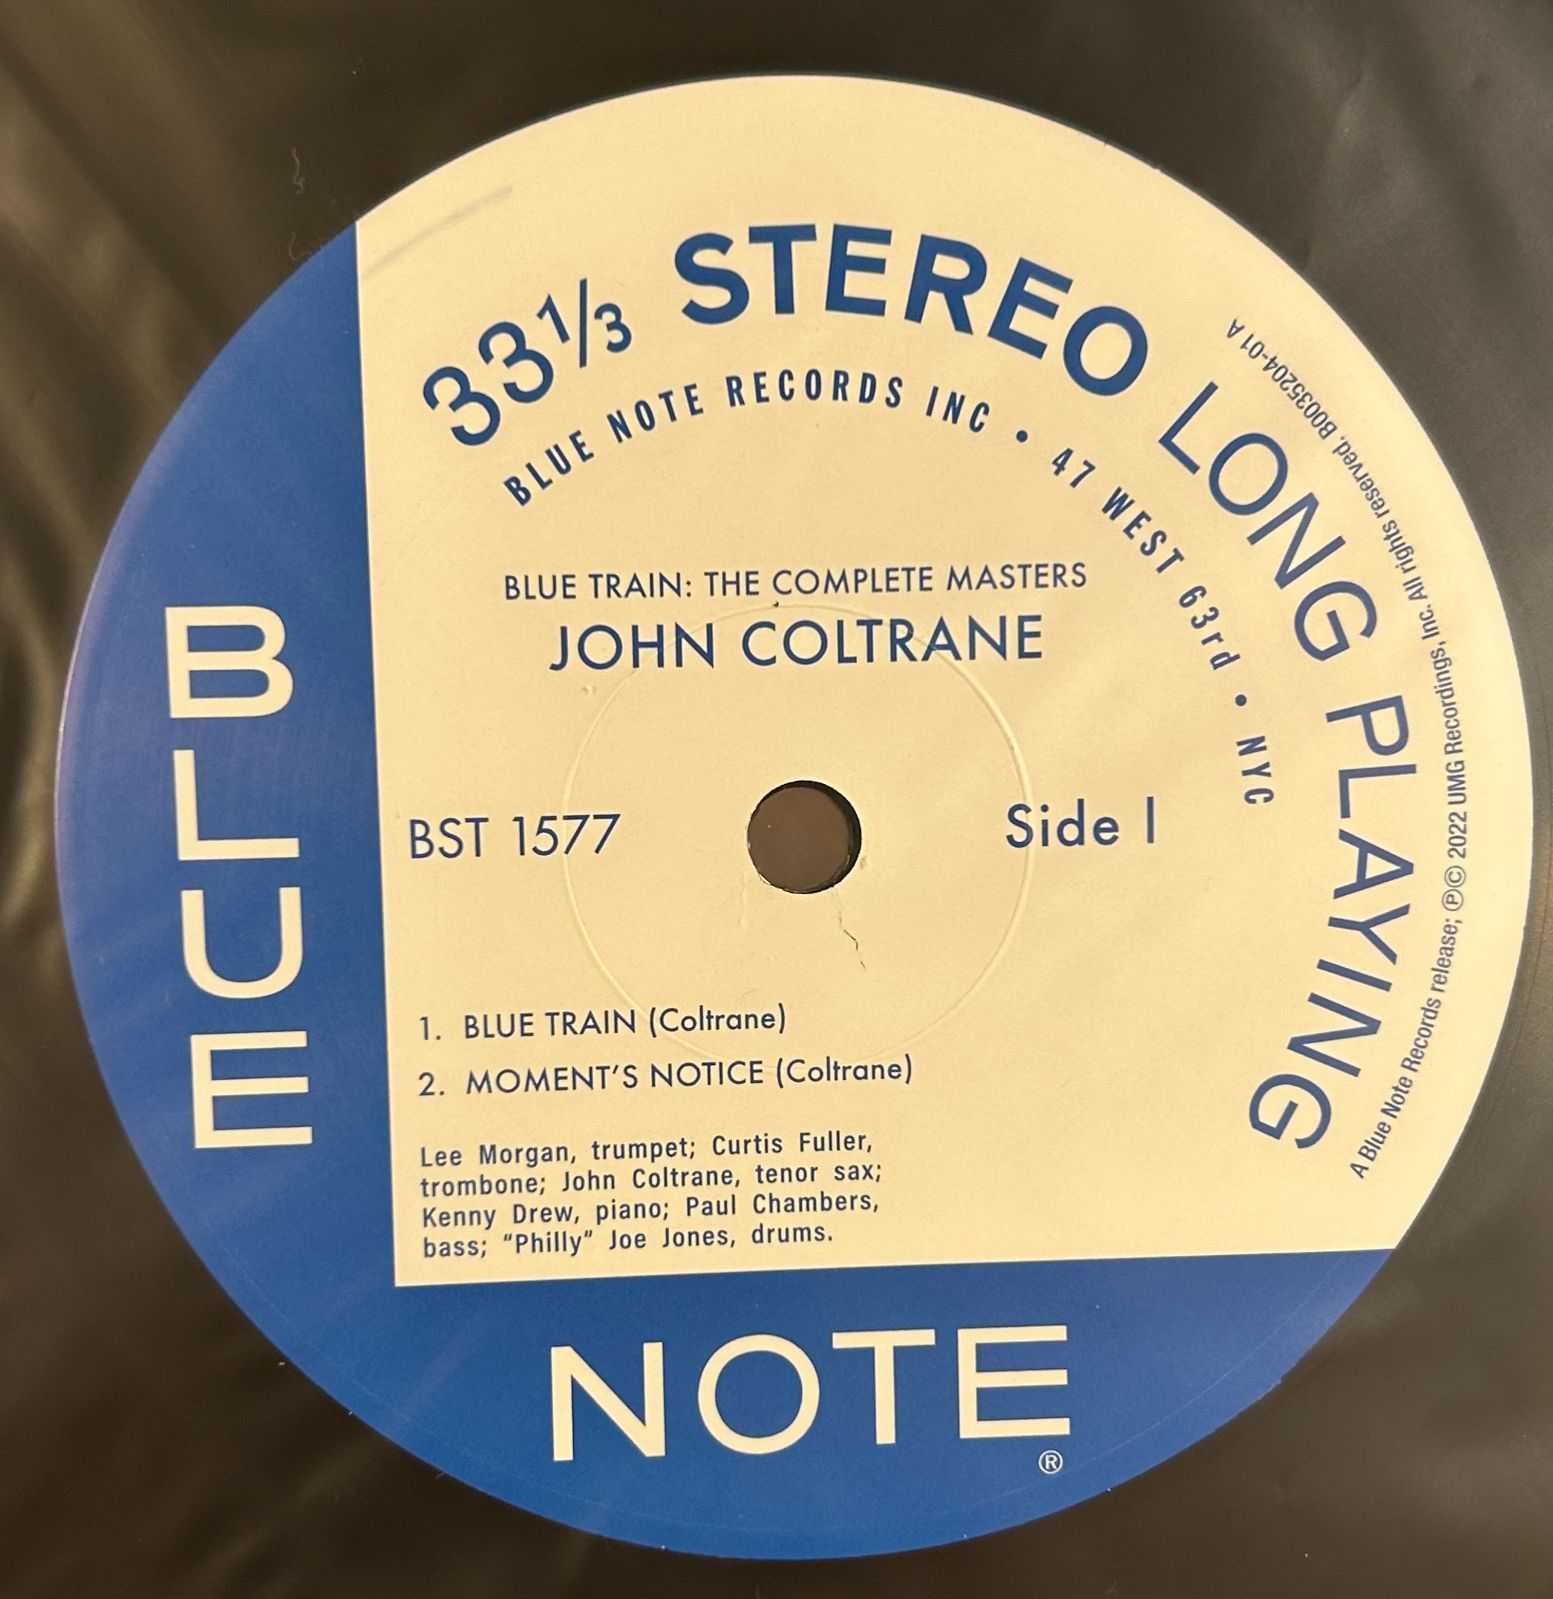 33⅓ STEREO LONG PLAYING
BLUE NOTE RECORDS INC • 47 WEST 63rd • NYC
A Blue Note Records release; ℗© 2022 UMG Recordings, Inc. All rights reserved. B0035204-01 A
BLUE TRAIN: THE COMPLETE MASTERS
JOHN COLTRANE
BST 1577
Side I
1. BLUE TRAIN (Coltrane)
2. MOMENT'S NOTICE (Coltrane)
Lee Morgan, trumpet; Curtis Fuller,
trombone; John Coltrane, tenor sax;
Kenny Drew, piano; Paul Chambers,
bass; "Philly" Joe Jones, drums.
BLUE
NOTE®